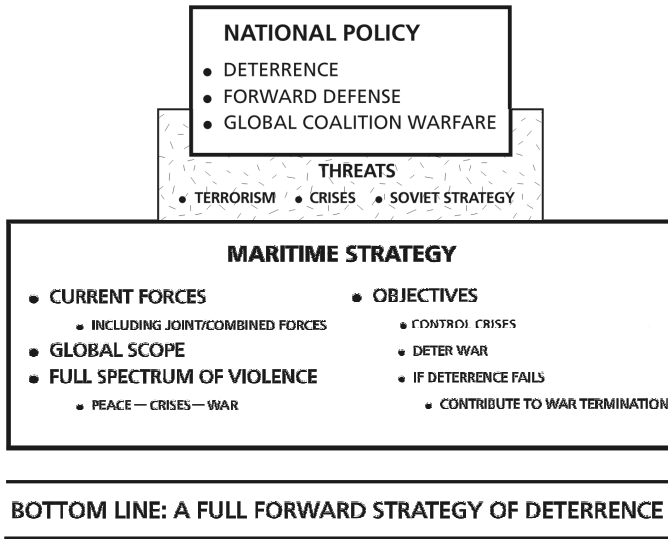 NATIONAL POLICY
• DETERRENCE
• FORWARD DEFENSE
• GLOBAL COALITION WARFARE
THREATS
• TERRORISM • CRISES • SOVIET STRATEGY
MARITIME STRATEGY
• CURRENT FORCES
• INCLUDING JOINT/COMBINED FORCES
• GLOBAL SCOPE
• FULL SPECTRUM OF VIOLENCE
• PEACE — CRISES — WAR
• OBJECTIVES
• CONTROL CRISES
• DETER WAR
• IF DETERRENCE FAILS
• CONTRIBUTE TO WAR TERMINATION
BOTTOM LINE: A FULL FORWARD STRATEGY OF DETERRENCE